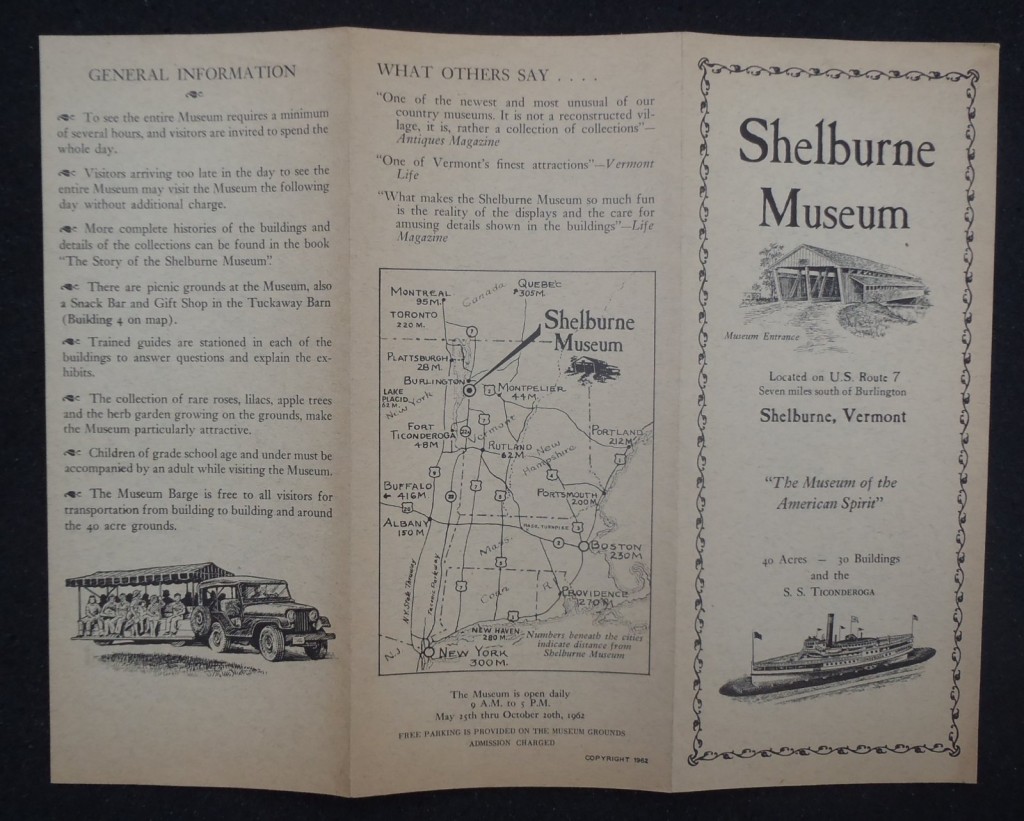 GENERAL INFORMATION
To see the entire Museum requires a minimum
of several hours, and visitors are invited to spend the
whole day.
Visitors arriving too late in the day to see the
entire Museum may visit the Museum the following
day without additional charge.
More complete histories of the buildings and
details of the collections can be found in the book
"The Story of the Shelburne Museum".
There are picnic grounds at the Museum, also
a Snack Bar and Gift Shop in the Tuckaway Barn
(Building 4 on map).
Trained guides are stationed in each of the
buildings to answer questions and explain the ex-
hibits.
The collection of rare roses, lilacs, apple trees
and the herb garden growing on the grounds, make
the Museum particularly attractive.
Children of grade school age and under must be
accompanied by an adult while visiting the Museum.
The Museum Barge is free to all visitors for
transportation from building to building and around
the 40 acre grounds.
WHAT OTHERS SAY . . . .
"One of the newest and most unusual of our
country museums. It is not a reconstructed vil-
lage, it is, rather a collection of collections"—
Antiques Magazine
"One of Vermont's finest attractions"—Vermont
Life
"What makes the Shelburne Museum so much fun
is the reality of the displays and the care for
amusing details shown in the buildings"—Life
Magazine
MONTREAL
95 M.
Canada
QUEBEC
305 M.
TORONTO
220 M.
7
Shelburne
Museum
PLATTSBURGH
28 M.
BURLINGTON
LAKE
PLACID
62 M.
New York
2
MONTPELIER
44 M.
Vermont
FORT
TICONDEROGA
48 M.
22A
7
RUTLAND
62 M.
New
Hampshire
PORTLAND
212 M.
1
BUFFALO
416 M
PORTSMOUTH
200 M.
ALBANY
150 M
MASS. TURNPIKE
BOSTON
230 M
Mass.
Conn
R I
PROVIDENCE
270 M
N.Y. State Thruway
Taconic Parkway
NEW HAVEN
280 M.
N J
NEW YORK
300 M.
Numbers beneath the cities
indicate distance from
Shelburne Museum
The Museum is open daily
9 A.M. to 5 P.M.
May 25th thru October 20th, 1962
FREE PARKING IS PROVIDED ON THE MUSEUM GROUNDS
ADMISSION CHARGED
COPYRIGHT 1962
Shelburne
Museum
Museum Entrance
Located on U.S. Route 7
Seven miles south of Burlington
Shelburne, Vermont
"The Museum of the
American Spirit"
40 Acres — 30 Buildings
and the
S. S. TICONDEROGA